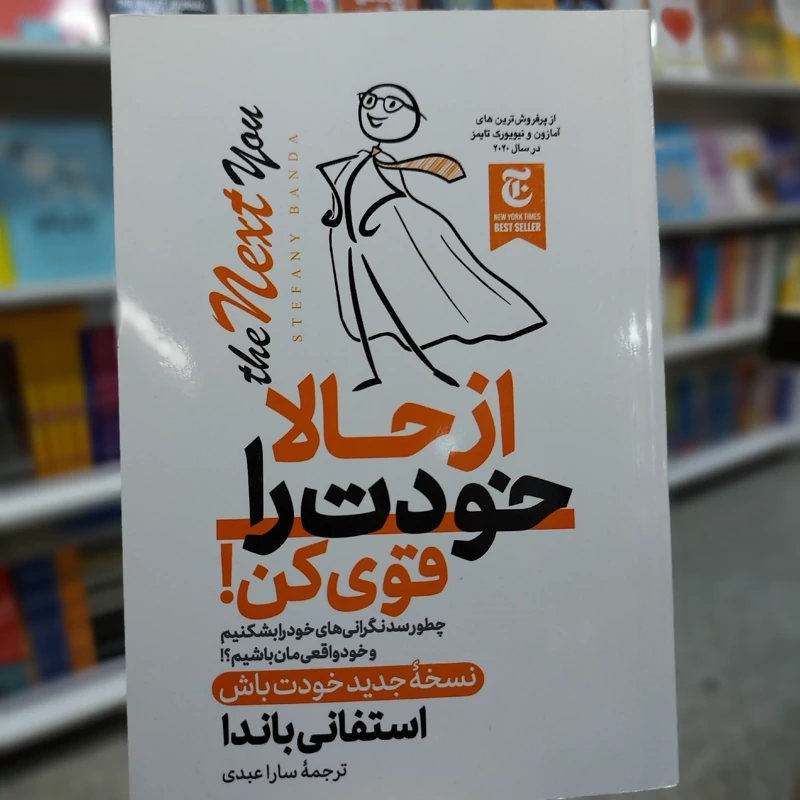 the Next You
STEFANY BANDA
از پرفروش‌ترین های
آمازون و نیویورک تایمز
در سال ۲۰۲۰
NEW YORK TIMES
BEST SELLER
از حالا
خودت را
قوی کن!
چطور سد نگرانی‌های خود را بشکنیم
و خود واقعی‌مان باشیم؟!
نسخهٔ جدید خودت باش
استفانی باندا
ترجمهٔ سارا عبدی